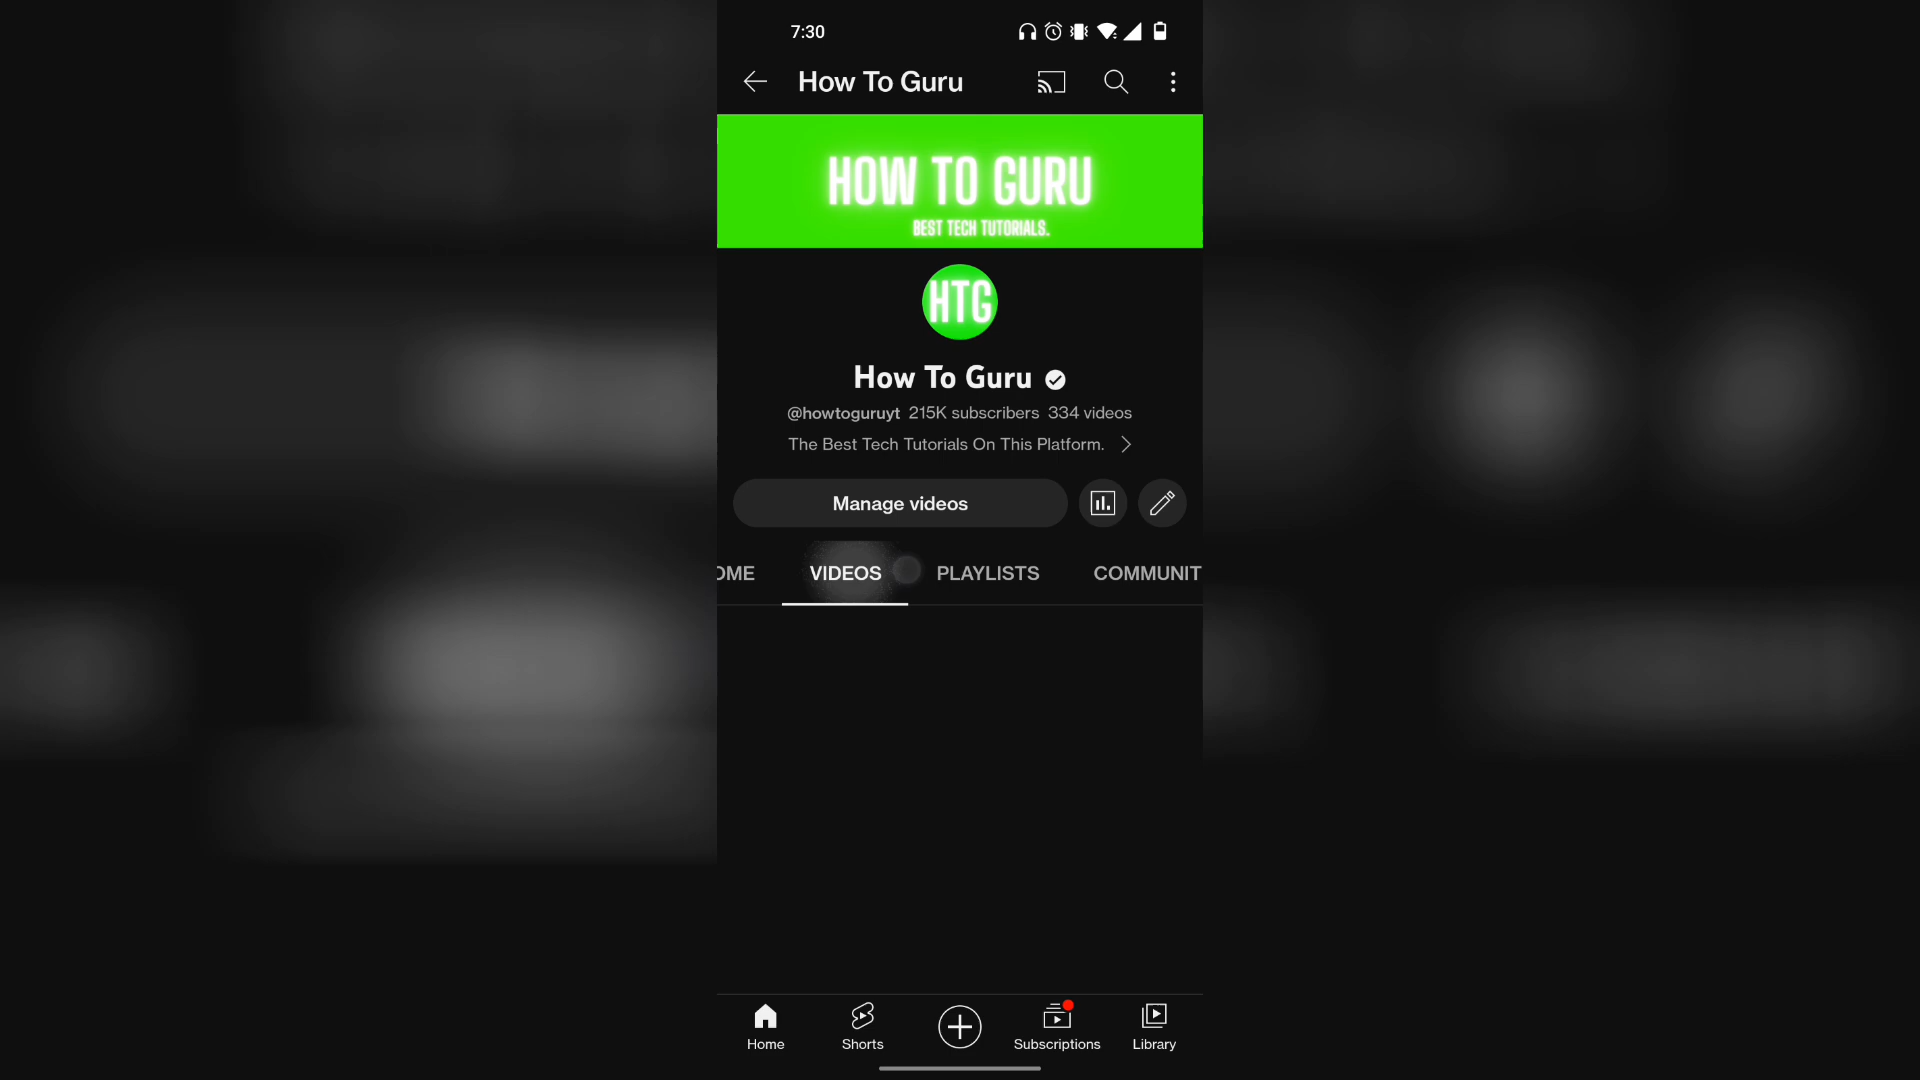 7:30
How To Guru
HOW TO GURU
BEST TECH TUTORIALS.
HTG
How To Guru
@howtoguruyt 215K subscribers 334 videos
The Best Tech Tutorials On This Platform.
Manage videos
OME VIDEOS PLAYLISTS COMMUNIT
Home Shorts Subscriptions Library